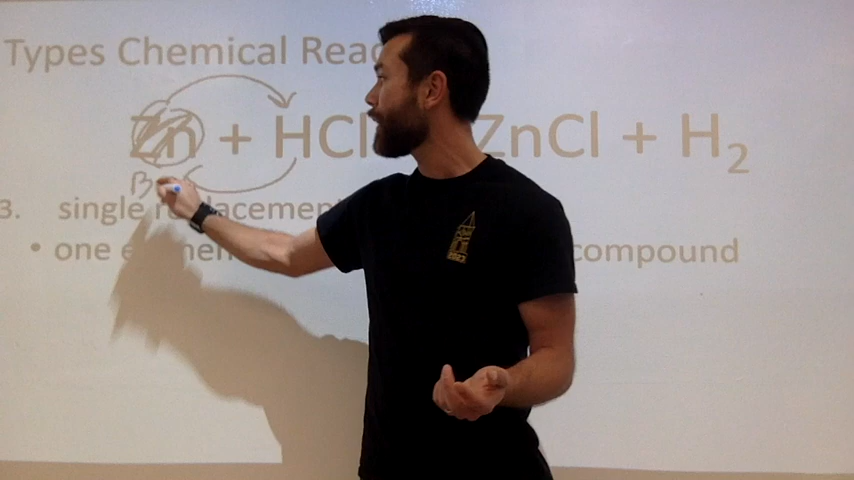 Types Chemical Reac
Zn + HCl ZnCl + H2
B
3. single replacement
• one compound